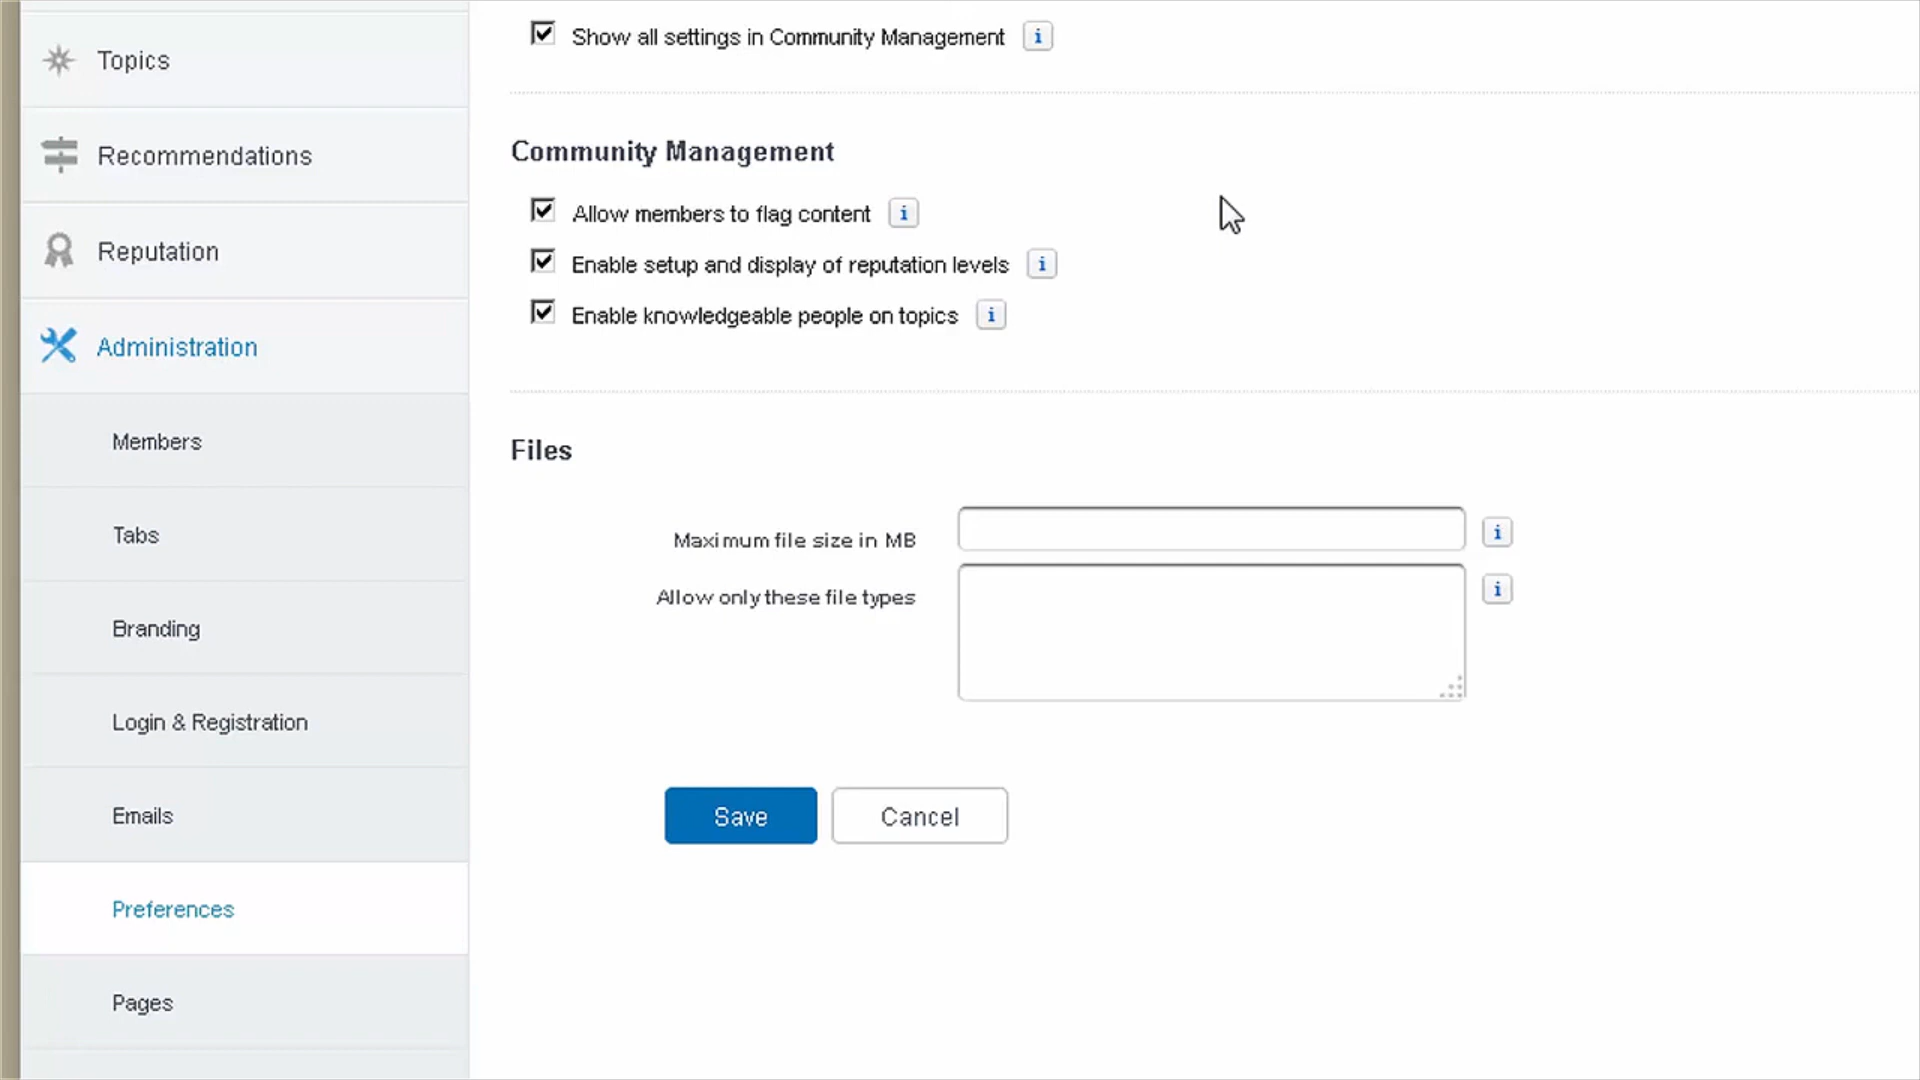 Topics
Recommendations
Reputation
Administration
Members
Tabs
Branding
Login & Registration
Emails
Preferences
Pages
Show all settings in Community Management i
Community Management
Allow members to flag content i
Enable setup and display of reputation levels i
Enable knowledgeable people on topics i
Files
Maximum file size in MB i
Allow only these file types i
Save Cancel